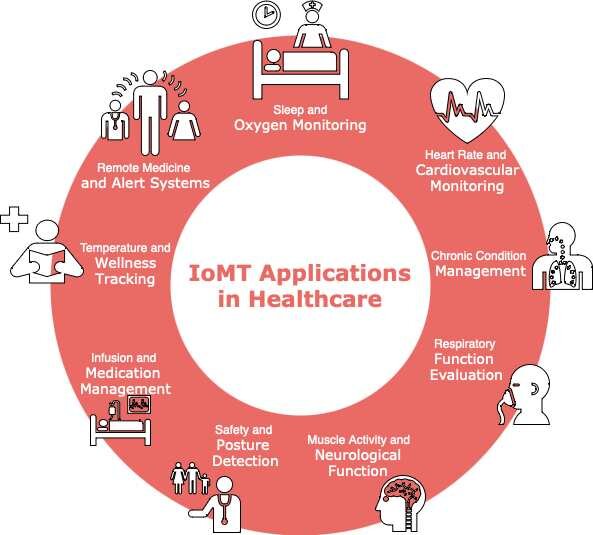 Sleep and
Oxygen Monitoring
Heart Rate and
Cardiovascular
Monitoring
Chronic Condition
Management
Respiratory
Function
Evaluation
Muscle Activity and
Neurological
Function
Safety and
Posture
Detection
Infusion and
Medication
Management
Temperature and
Wellness
Tracking
Remote Medicine
and Alert Systems
IoMT Applications
in Healthcare